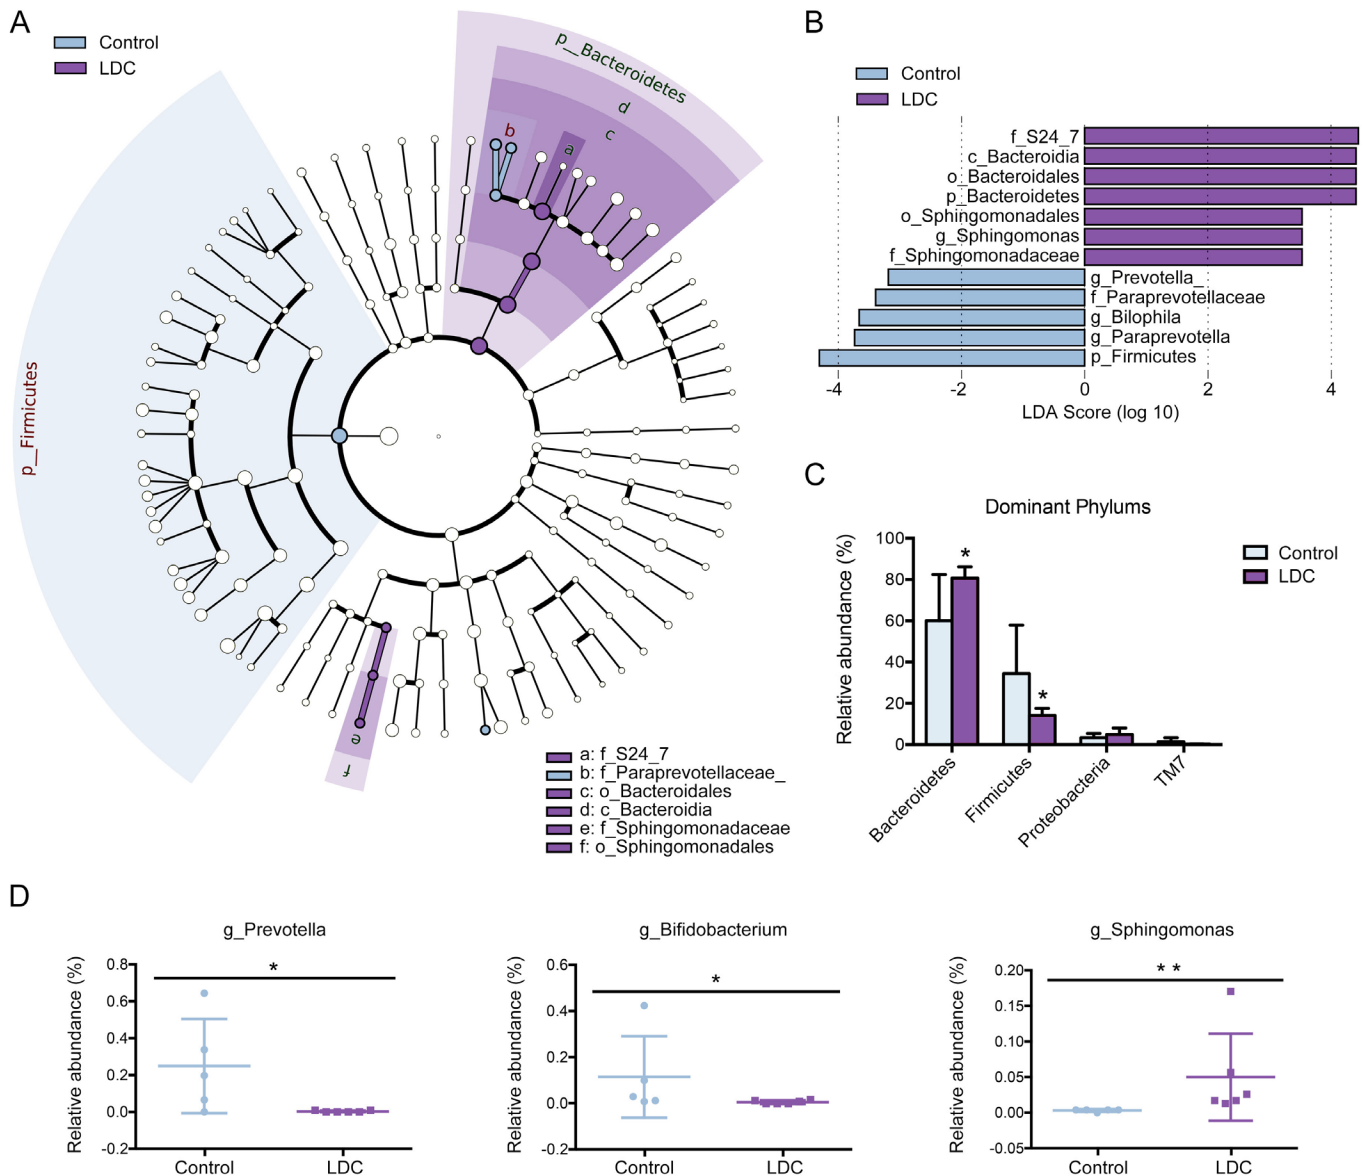 A
Control
LDC
p__Bacteroidetes
d
c
b
a
p__Firmicutes
e
f
a: f_S24_7
b: f_Paraprevotellaceae_
c: o_Bacteroidales
d: c_Bacteroidia
e: f_Sphingomonadaceae
f: o_Sphingomonadales
B
Control
LDC
f_S24_7
c_Bacteroidia
o_Bacteroidales
p_Bacteroidetes
o_Sphingomonadales
g_Sphingomonas
f_Sphingomonadaceae
g_Prevotella_
f_Paraprevotellaceae
g_Bilophila
g_Paraprevotella
p_Firmicutes
-4 -2 0 2 4
LDA Score (log 10)
C
Dominant Phylums
Control
LDC
Relative abundance (%)
100
80
60
40
20
0
* *
Bacteroidetes Firmicutes Proteobacteria TM7
D
g_Prevotella
*
Relative abundance (%)
0.8
0.6
0.4
0.2
0.0
-0.2
Control LDC
g_Bifidobacterium
*
Relative abundance (%)
0.6
0.4
0.2
0.0
-0.2
Control LDC
g_Sphingomonas
* *
Relative abundance (%)
0.20
0.15
0.10
0.05
0.00
-0.05
Control LDC